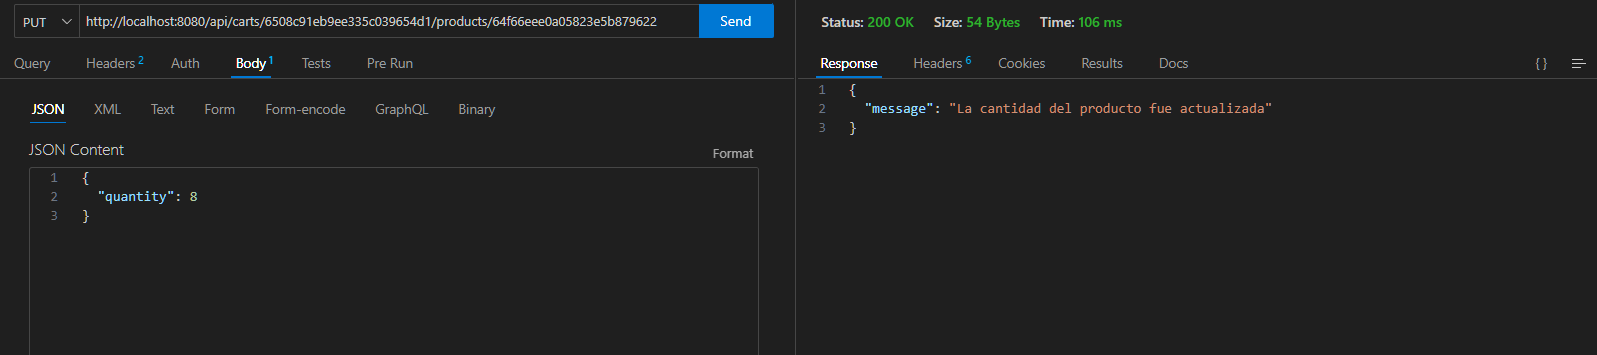 PUT http://localhost:8080/api/carts/6508c91eb9ee335c039654d1/products/64f66eee0a05823e5b879622 Send
Query Headers 2 Auth Body 1 Tests Pre Run
JSON XML Text Form Form-encode GraphQL Binary
JSON Content
Format
1 {
2 "quantity": 8
3 }
Status: 200 OK Size: 54 Bytes Time: 106 ms
Response Headers 6 Cookies Results Docs { }
1 {
2 "message": "La cantidad del producto fue actualizada"
3 }